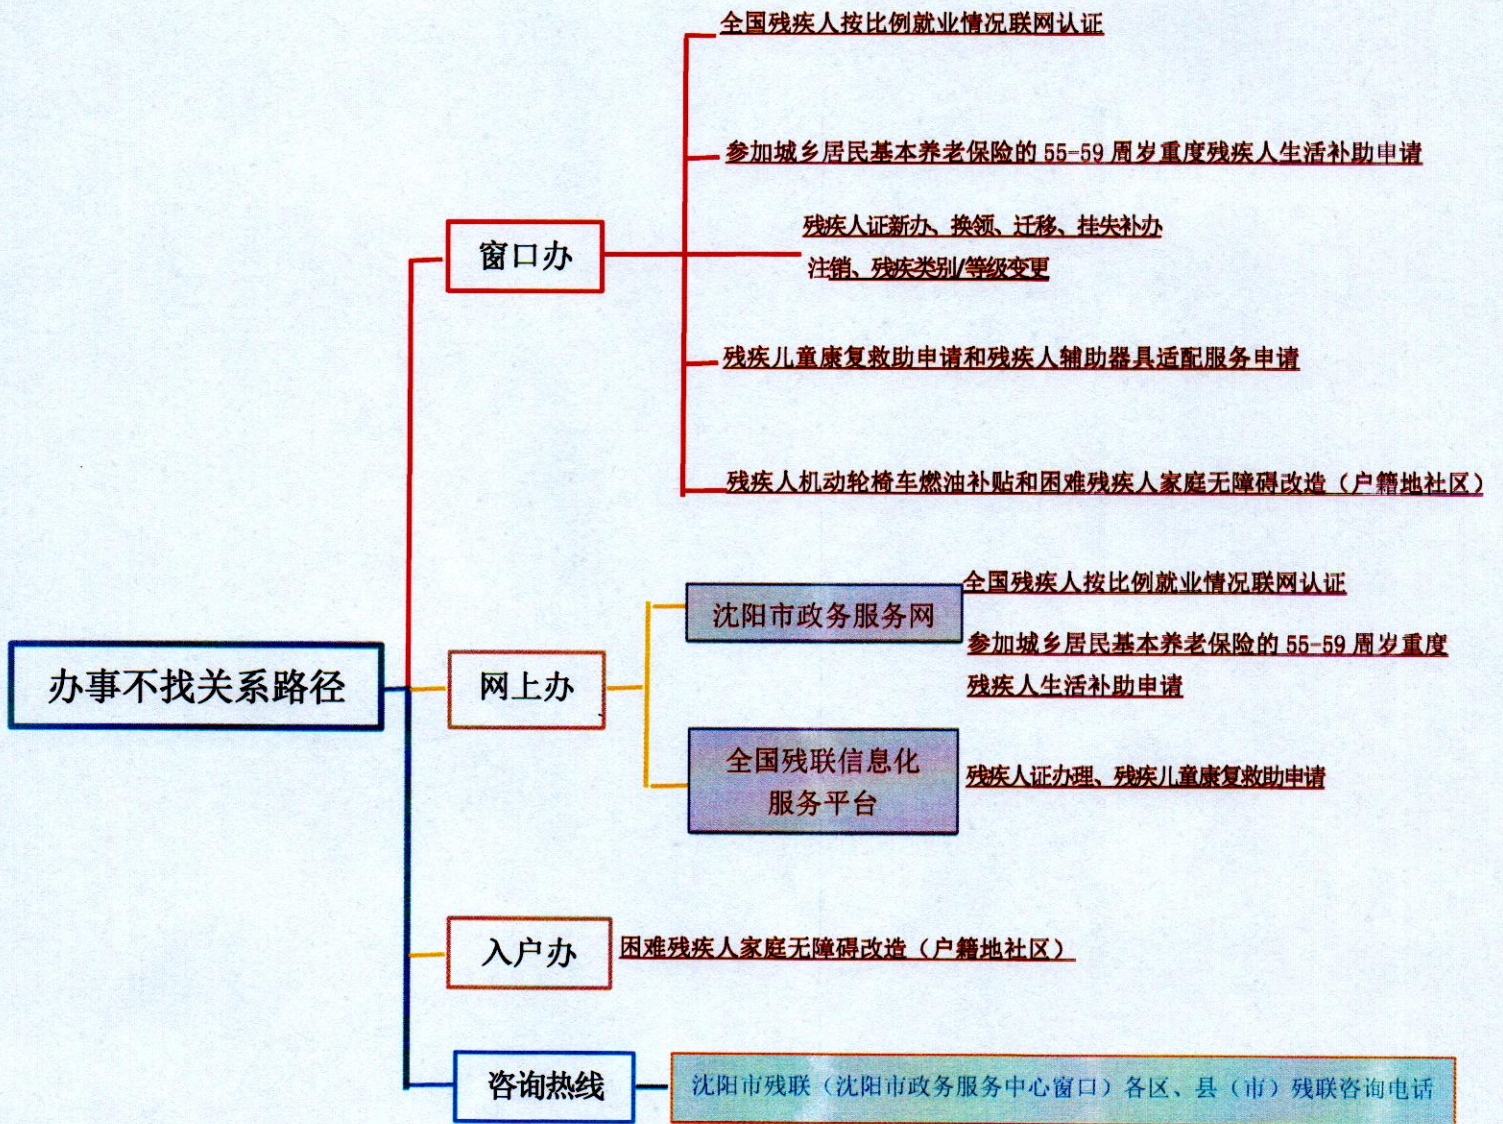 全国残疾人按比例就业情况联网认证
参加城乡居民基本养老保险的 55-59 周岁重度残疾人生活补助申请
窗口办
残疾人证新办、换领、迁移、挂失补办
注销、残疾类别/等级变更
残疾儿童康复救助申请和残疾人辅助器具适配服务申请
残疾人机动轮椅车燃油补贴和困难残疾人家庭无障碍改造（户籍地社区）
办事不找关系路径
网上办
沈阳市政务服务网
全国残疾人按比例就业情况联网认证
参加城乡居民基本养老保险的 55-59 周岁重度
残疾人生活补助申请
全国残联信息化
服务平台
残疾人证办理、残疾儿童康复救助申请
入户办
困难残疾人家庭无障碍改造（户籍地社区）
咨询热线
沈阳市残联（沈阳市政务服务中心窗口）各区、县（市）残联咨询电话